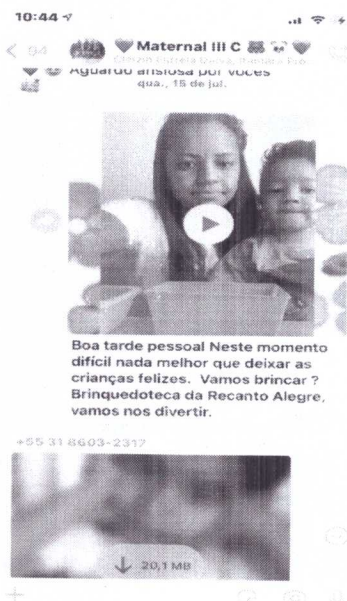 10:44
94
Maternal III C
Aguardo ansiosa por voces
qua., 15 de jul.
Boa tarde pessoal Neste momento
difícil nada melhor que deixar as
crianças felizes. Vamos brincar ?
Brinquedoteca da Recanto Alegre,
vamos nos divertir.
+55 31 8603-2317
20,1 MB